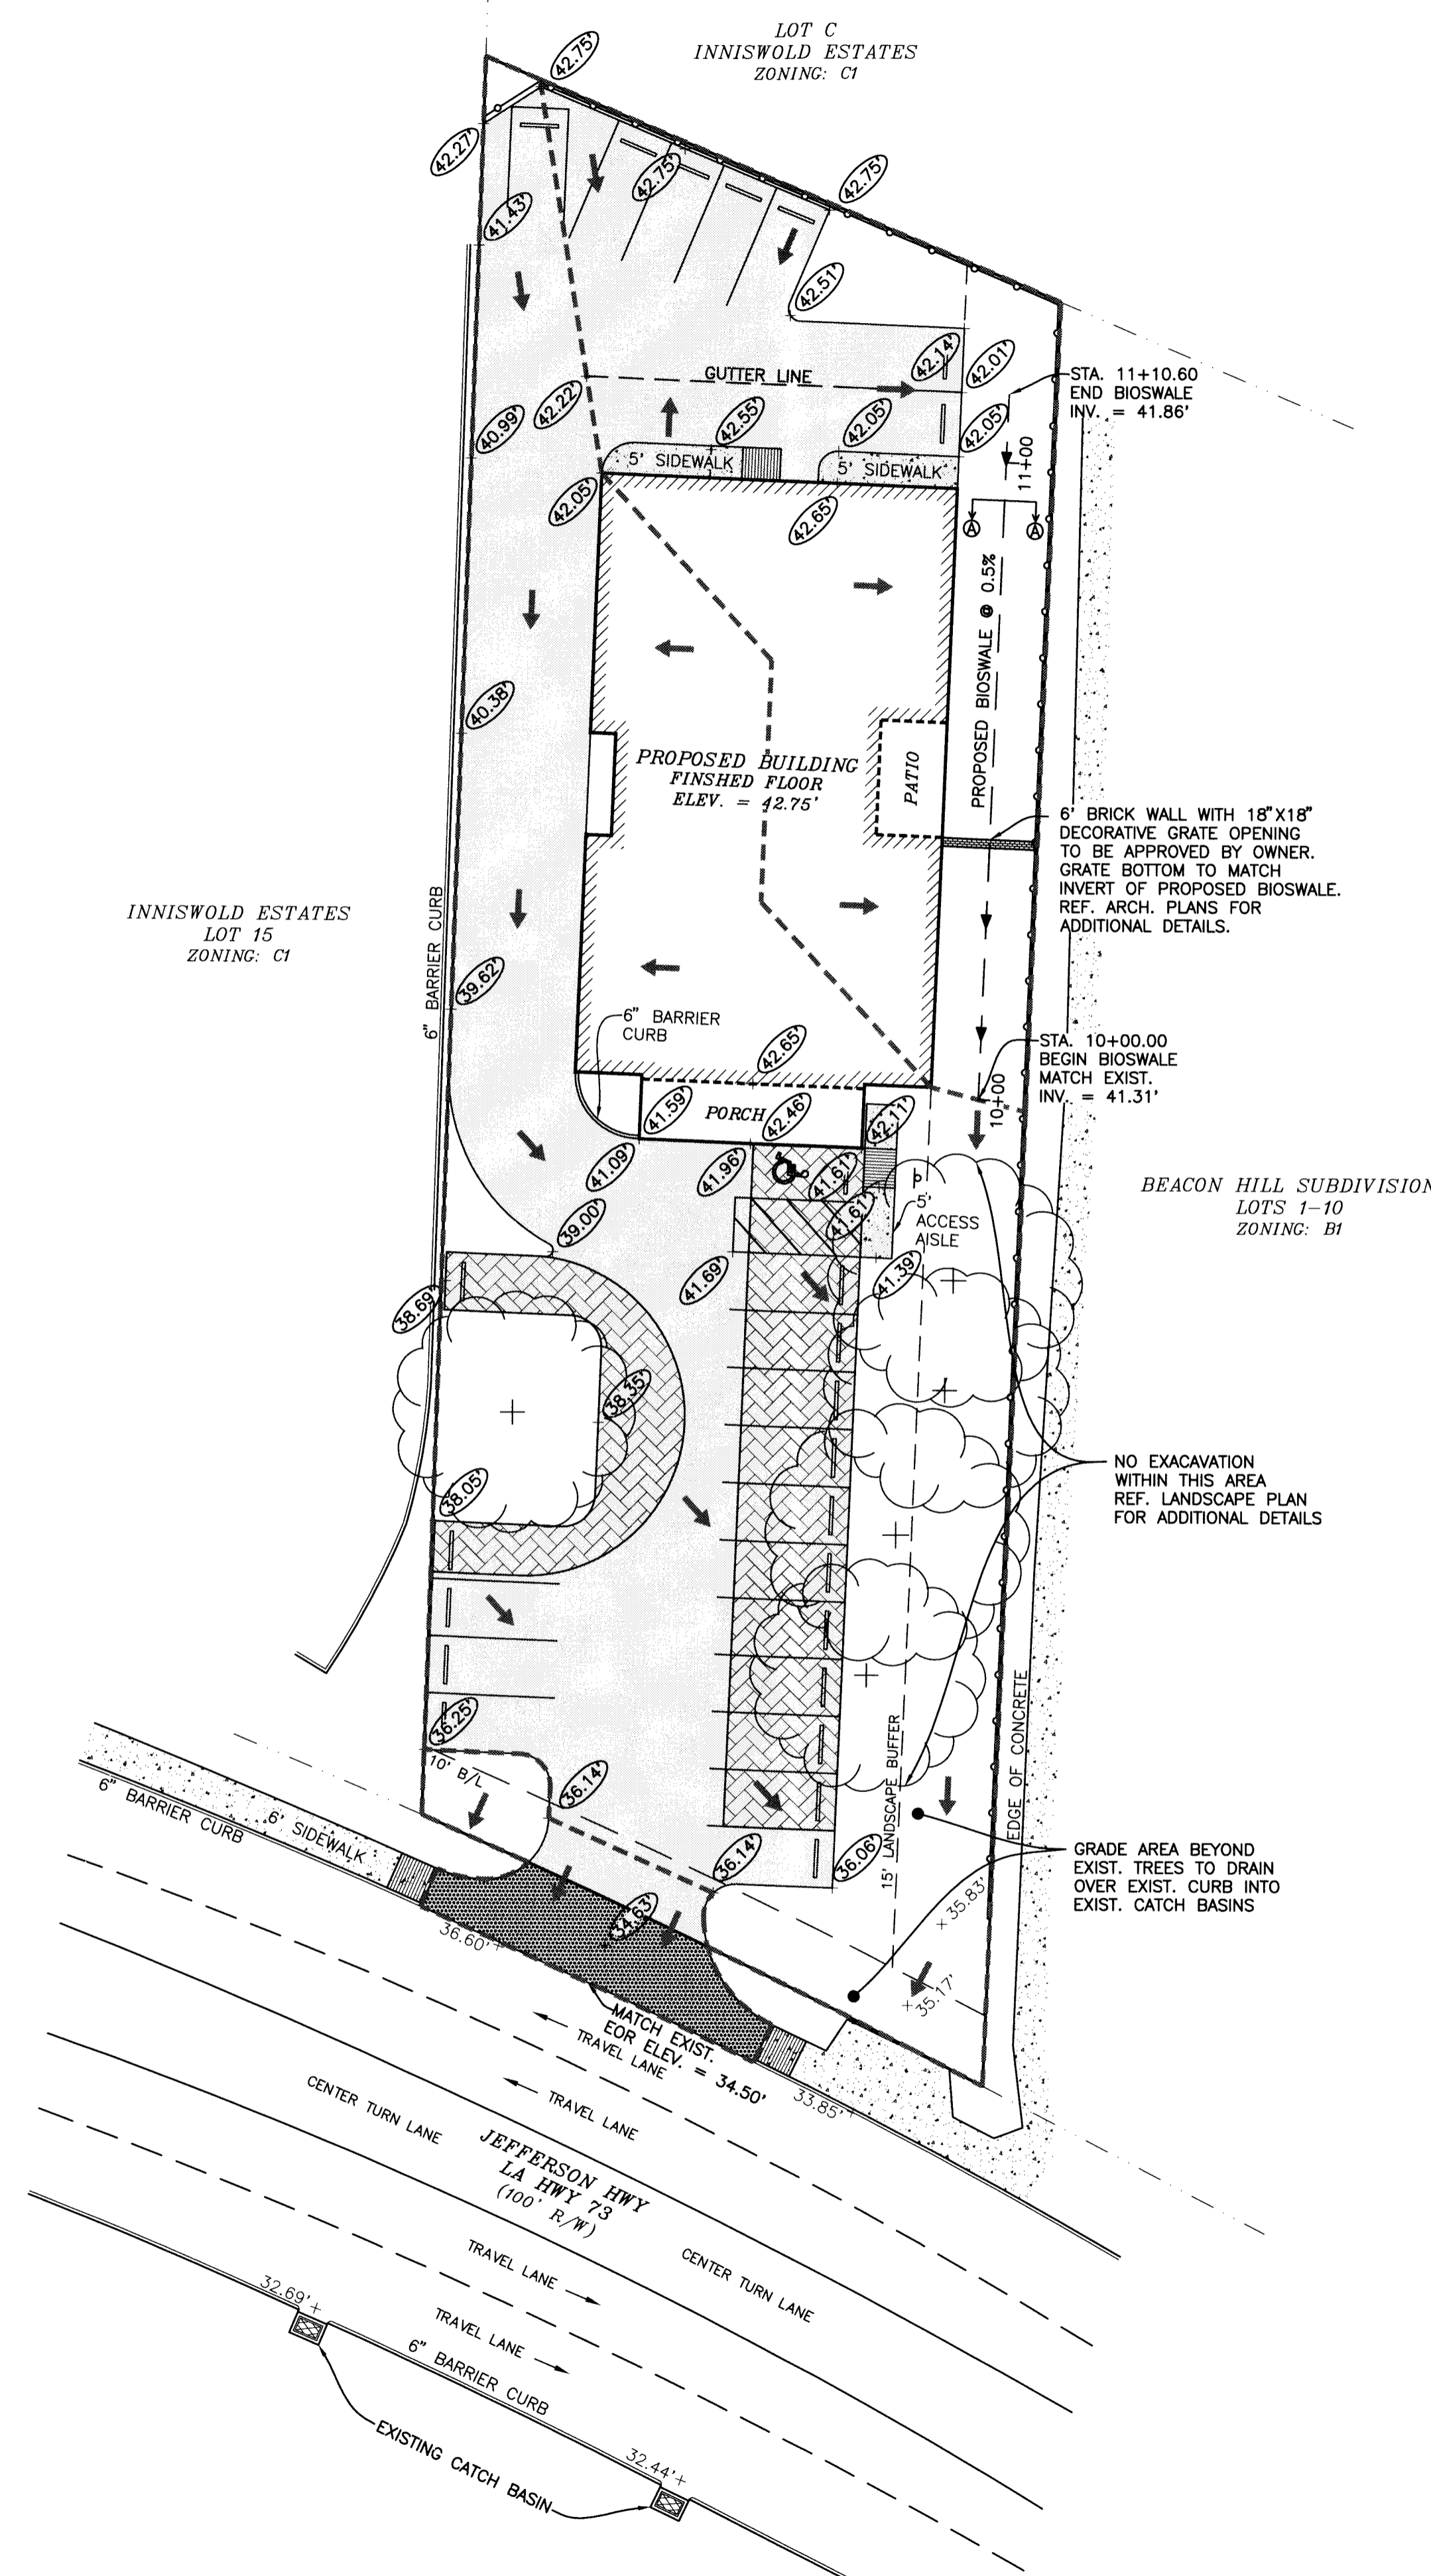 LOT C
INNISWOLD ESTATES
ZONING: C1
42.75'
42.27'
42.75'
42.75'
41.43'
42.51'
42.14'
42.01'
GUTTER LINE
STA. 11+10.60
END BIOSWALE
INV. = 41.86'
42.22'
42.55'
42.05'
42.05'
40.99'
5' SIDEWALK
5' SIDEWALK
11+00
42.05'
42.65'
A
A
PROPOSED BIOSWALE @ 0.5%
40.38'
PROPOSED BUILDING
FINSHED FLOOR
ELEV. = 42.75'
PATIO
6' BRICK WALL WITH 18"X18"
DECORATIVE GRATE OPENING
TO BE APPROVED BY OWNER.
GRATE BOTTOM TO MATCH
INVERT OF PROPOSED BIOSWALE.
REF. ARCH. PLANS FOR
ADDITIONAL DETAILS.
INNISWOLD ESTATES
LOT 15
ZONING: C1
6" BARRIER CURB
39.62'
6" BARRIER
CURB
42.65'
STA. 10+00.00
BEGIN BIOSWALE
MATCH EXIST.
INV. = 41.31'
10+00
41.59'
PORCH
42.46'
42.11'
41.09'
41.96'
41.61'
41.61'
5'
ACCESS
AISLE
BEACON HILL SUBDIVISION
LOTS 1-10
ZONING: B1
39.00'
41.69'
41.39'
38.69'
38.35'
38.05'
NO EXACAVATION
WITHIN THIS AREA
REF. LANDSCAPE PLAN
FOR ADDITIONAL DETAILS
36.25'
10' B/L
36.14'
15' LANDSCAPE BUFFER
EDGE OF CONCRETE
6" BARRIER CURB
6' SIDEWALK
36.14'
36.06'
GRADE AREA BEYOND
EXIST. TREES TO DRAIN
OVER EXIST. CURB INTO
EXIST. CATCH BASINS
35.83'
34.63'
36.60'
35.17'
MATCH EXIST.
EOR ELEV. = 34.50'
TRAVEL LANE
33.85'
TRAVEL LANE
CENTER TURN LANE
JEFFERSON HWY
LA HWY 73
(100' R/W)
TRAVEL LANE
CENTER TURN LANE
32.69'
TRAVEL LANE
6" BARRIER CURB
EXISTING CATCH BASIN
32.44'